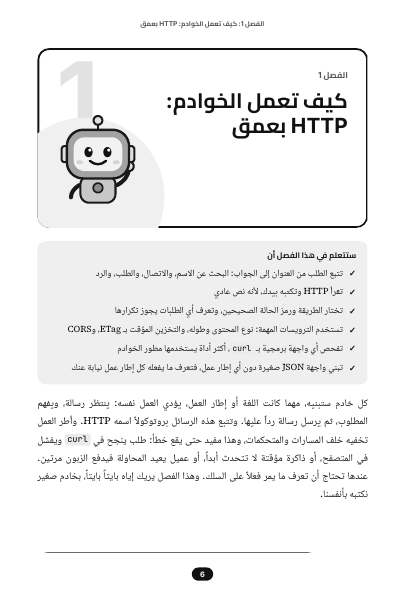 الفصل 1: كيف تعمل الخوادم: HTTP بعمق
1
الفصل 1
كيف تعمل الخوادم:
HTTP بعمق
ستتعلم في هذا الفصل أن
✓ تتبع الطلب من العنوان إلى الجواب: البحث عن الاسم، والاتصال، والطلب، والرد
✓ تقرأ HTTP وتكتبه بيدك، لأنه نص عادي
✓ تختار الطريقة ورمز الحالة الصحيحين، وتعرف أي الطلبات يجوز تكرارها
✓ تستخدم الترويسات المهمة: نوع المحتوى وطوله، والتخزين المؤقت بـ ETag، وCORS
✓ تفحص أي واجهة برمجية بـ curl، أكثر أداة يستخدمها مطور الخوادم
✓ تبني واجهة JSON صغيرة دون أي إطار عمل، فتعرف ما يفعله كل إطار عمل نيابة عنك
كل خادم ستبنيه، مهما كانت اللغة أو إطار العمل، يؤدي العمل نفسه: ينتظر رسالة، ويفهم
المطلوب، ثم يرسل رسالة رداً عليها. وتتبع هذه الرسائل بروتوكولاً اسمه HTTP. وأطر العمل
تخفيه خلف المسارات والمتحكمات، وهذا مفيد حتى يقع خطأ: طلب ينجح في curl ويفشل
في المتصفح، أو ذاكرة مؤقتة لا تتحدث أبداً، أو عميل يعيد المحاولة فيدفع الزبون مرتين.
عندها تحتاج أن تعرف ما يمر فعلاً على السلك. وهذا الفصل يريك إياه بايتاً بايتاً، بخادم صغير
نكتبه بأنفسنا.
6